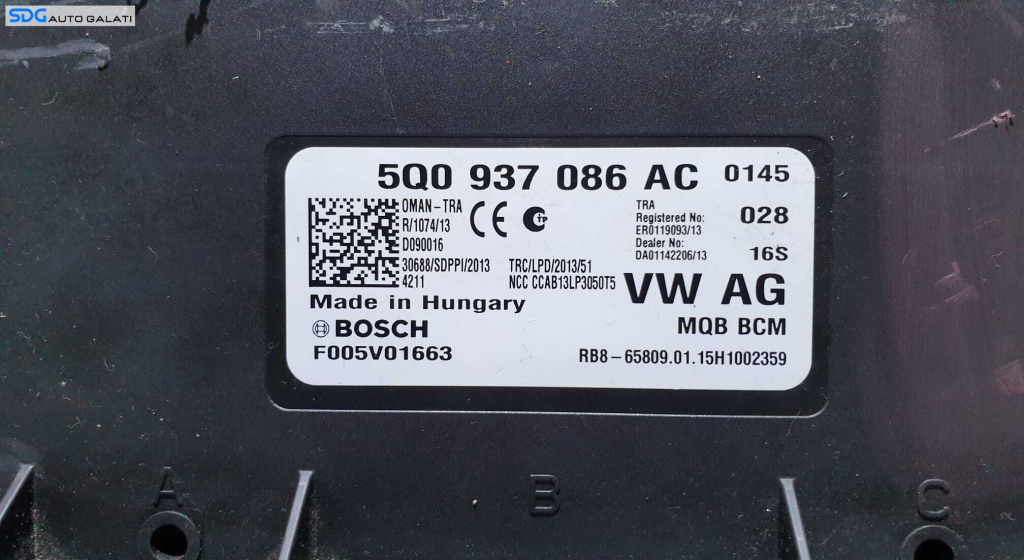 SDG AUTO GALATI
5Q0 937 086 AC 0145
OMAN-TRA
R/1074/13
D090016
30688/SDPPI/2013
4211
CE
TP
TRC/LPD/2013/51
NCC CCAB13LP3050T5
TRA
Registered No:
ER0119093/13
Dealer No:
DA01142206/13
028
16S
VW AG
Made in Hungary
BOSCH
MQB BCM
F005V01663
RB8-65809.01.15H1002359
A B C